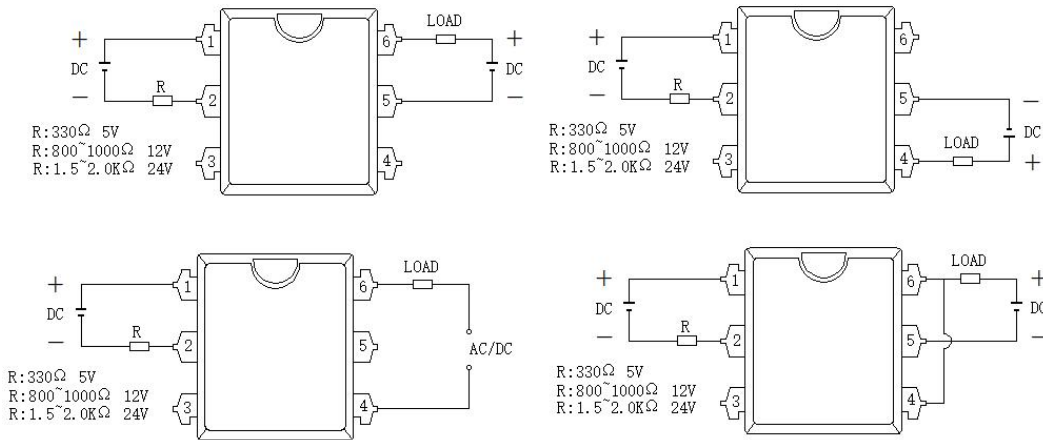 LOAD
+
1
6
+
DC
DC
−
R
2
5
−
R:330Ω 5V
R:800~1000Ω 12V
R:1.5~2.0KΩ 24V
3
4
+
1
6
DC
−
R
2
5
−
DC
R:330Ω 5V
R:800~1000Ω 12V
R:1.5~2.0KΩ 24V
3
4
LOAD
+
LOAD
+
1
6
DC
R
−
2
5
AC/DC
R:330Ω 5V
R:800~1000Ω 12V
R:1.5~2.0KΩ 24V
3
4
LOAD
+
1
6
+
DC
DC
R
−
2
5
−
R:330Ω 5V
R:800~1000Ω 12V
R:1.5~2.0KΩ 24V
3
4